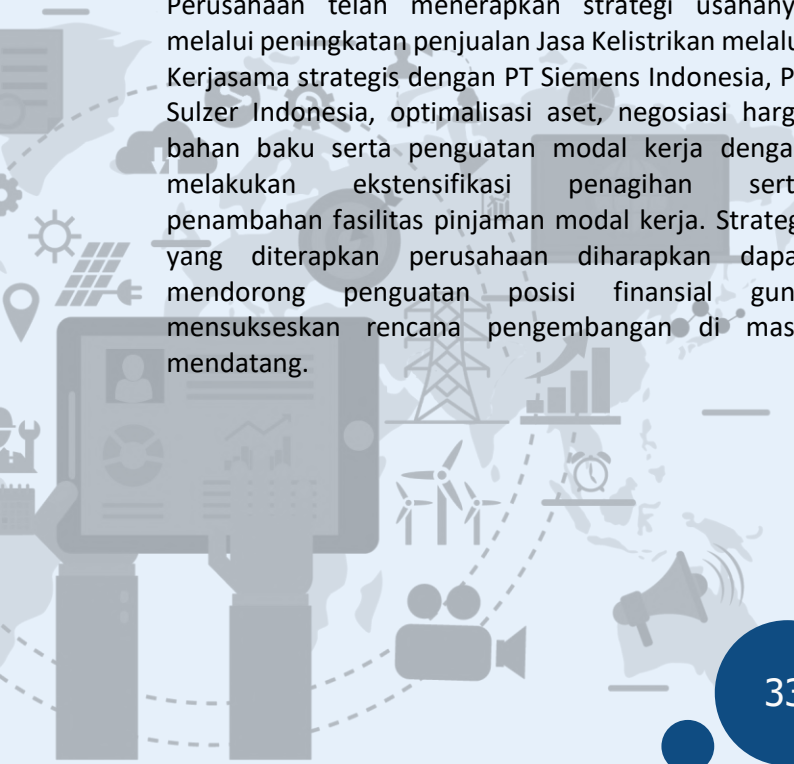 Perusahaan telah menerapkan strategi usahany
melalui peningkatan penjualan Jasa Kelistrikan melalu
Kerjasama strategis dengan PT Siemens Indonesia, P
Sulzer Indonesia, optimalisasi aset, negosiasi harg
bahan baku serta penguatan modal kerja denga
melakukan ekstensifikasi penagihan sert
penambahan fasilitas pinjaman modal kerja. Strateg
yang diterapkan perusahaan diharapkan dapa
mendorong penguatan posisi finansial gun
mensukseskan rencana pengembangan di mas
mendatang.
33